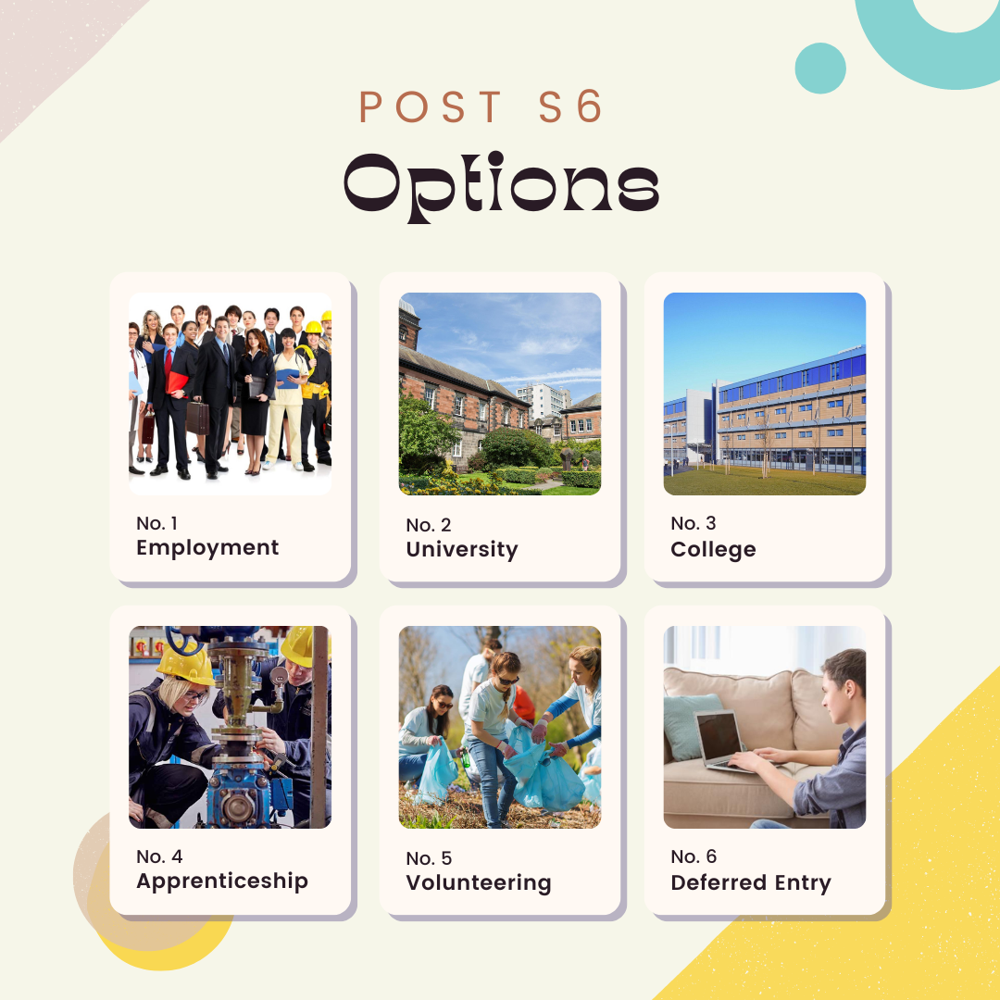 POST S6
Options
No. 1
Employment
No. 2
University
No. 3
College
No. 4
Apprenticeship
No. 5
Volunteering
No. 6
Deferred Entry